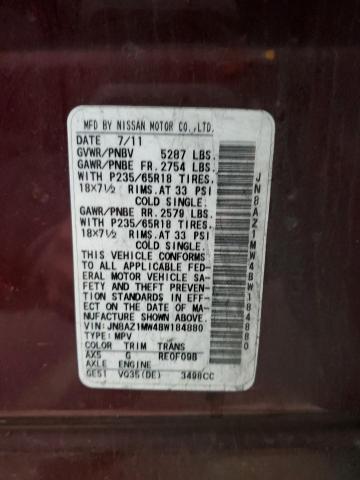 MFD BY NISSAN MOTOR CO.,LTD.
DATE 7/11
GVWR/PNBV 5287 LBS.
GAWR/PNBE FR. 2754 LBS.
WITH P235/65R18 TIRES.
18X7½ RIMS.AT 33 PSI
COLD SINGLE.
GAWR/PNBE RR. 2579 LBS.
WITH P235/65R18 TIRES.
18X7½ RIMS.AT 33 PSI
COLD SINGLE.
THIS VEHICLE CONFORMS
TO ALL APPLICABLE FED-
ERAL MOTOR VEHICLE SA-
FETY AND THEFT PREVEN-
TION STANDARDS IN EFF-
ECT ON THE DATE OF MA-
NUFACTURE SHOWN ABOVE.
VIN: JN8AZ1MW4BW184880
TYPE: MPV
COLOR TRIM TRANS
AX5 G RE0F09B
AXLE ENGINE
GE51 VQ35(DE) 3498CC
JN8AZ1MW4BW184880